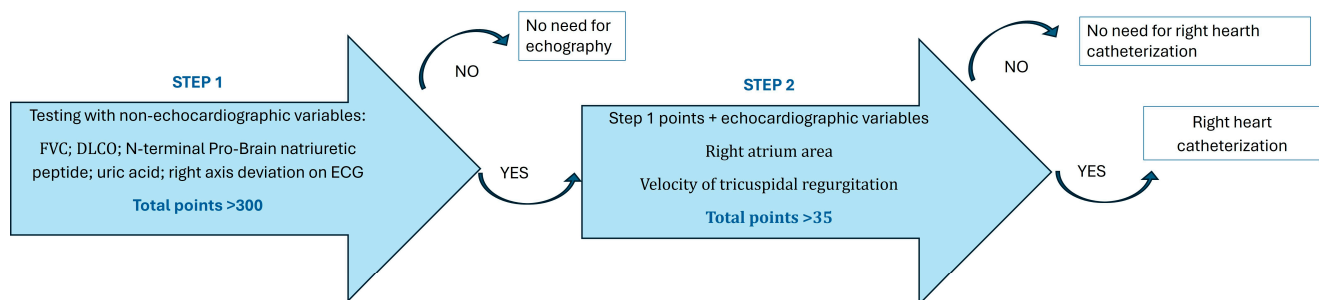 STEP 1
Testing with non-echocardiographic variables:
FVC; DLCO; N-terminal Pro-Brain natriuretic
peptide; uric acid; right axis deviation on ECG
Total points >300
NO
No need for
echography
YES
STEP 2
Step 1 points + echocardiographic variables
Right atrium area
Velocity of tricuspidal regurgitation
Total points >35
NO
No need for right hearth
catheterization
YES
Right heart
catheterization